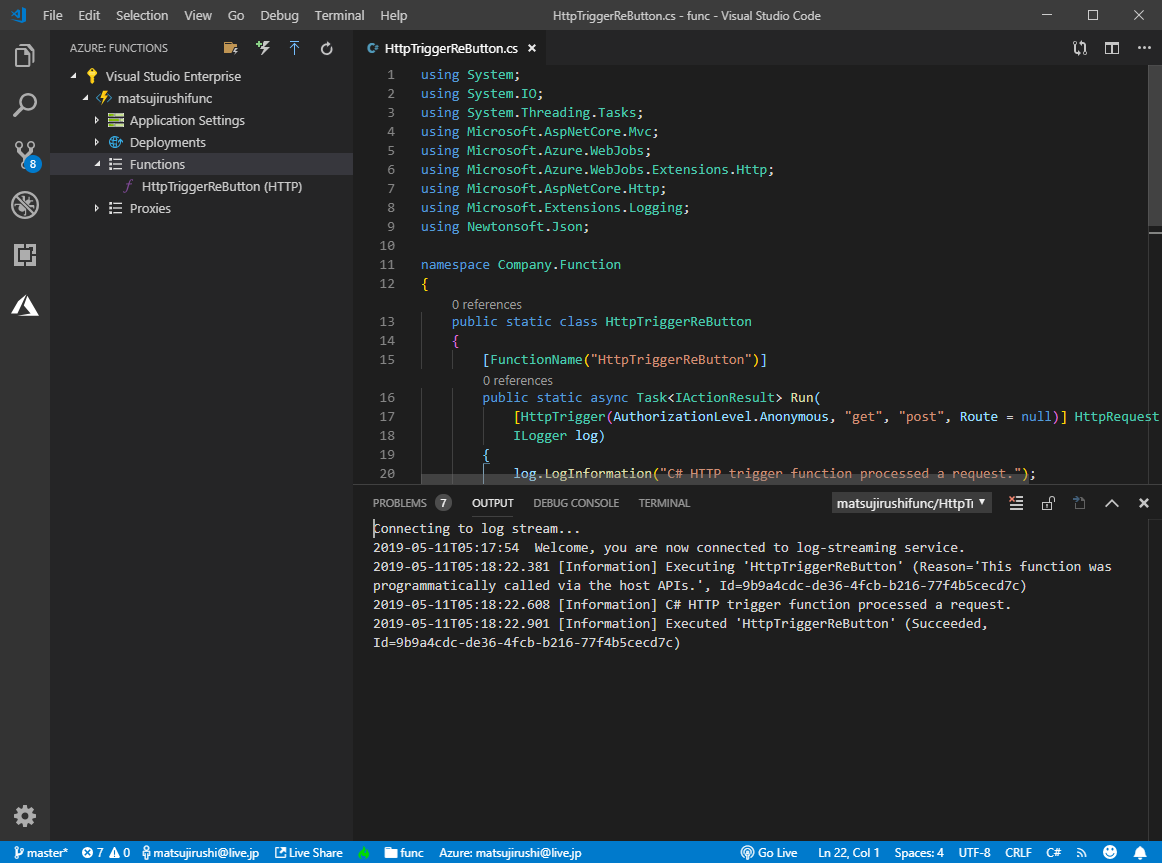 File Edit Selection View Go Debug Terminal Help HttpTriggerReButton.cs - func - Visual Studio Code
AZURE: FUNCTIONS
Visual Studio Enterprise
matsujirushifunc
Application Settings
Deployments
Functions
HttpTriggerReButton (HTTP)
Proxies
8
HttpTriggerReButton.cs
1 using System;
2 using System.IO;
3 using System.Threading.Tasks;
4 using Microsoft.AspNetCore.Mvc;
5 using Microsoft.Azure.WebJobs;
6 using Microsoft.Azure.WebJobs.Extensions.Http;
7 using Microsoft.AspNetCore.Http;
8 using Microsoft.Extensions.Logging;
9 using Newtonsoft.Json;
10
11 namespace Company.Function
12 {
0 references
13 public static class HttpTriggerReButton
14 {
15 [FunctionName("HttpTriggerReButton")]
0 references
16 public static async Task<IActionResult> Run(
17 [HttpTrigger(AuthorizationLevel.Anonymous, "get", "post", Route = null)] HttpRequest
18 ILogger log)
19 {
20 log.LogInformation("C# HTTP trigger function processed a request.");
PROBLEMS 7 OUTPUT DEBUG CONSOLE TERMINAL matsujirushifunc/HttpTr
Connecting to log stream...
2019-05-11T05:17:54 Welcome, you are now connected to log-streaming service.
2019-05-11T05:18:22.381 [Information] Executing 'HttpTriggerReButton' (Reason='This function was
programmatically called via the host APIs.', Id=9b9a4cdc-de36-4fcb-b216-77f4b5cecd7c)
2019-05-11T05:18:22.608 [Information] C# HTTP trigger function processed a request.
2019-05-11T05:18:22.901 [Information] Executed 'HttpTriggerReButton' (Succeeded,
Id=9b9a4cdc-de36-4fcb-b216-77f4b5cecd7c)
master* 7 0 matsujirushi@live.jp Live Share func Azure: matsujirushi@live.jp Go Live Ln 22, Col 1 Spaces: 4 UTF-8 CRLF C#